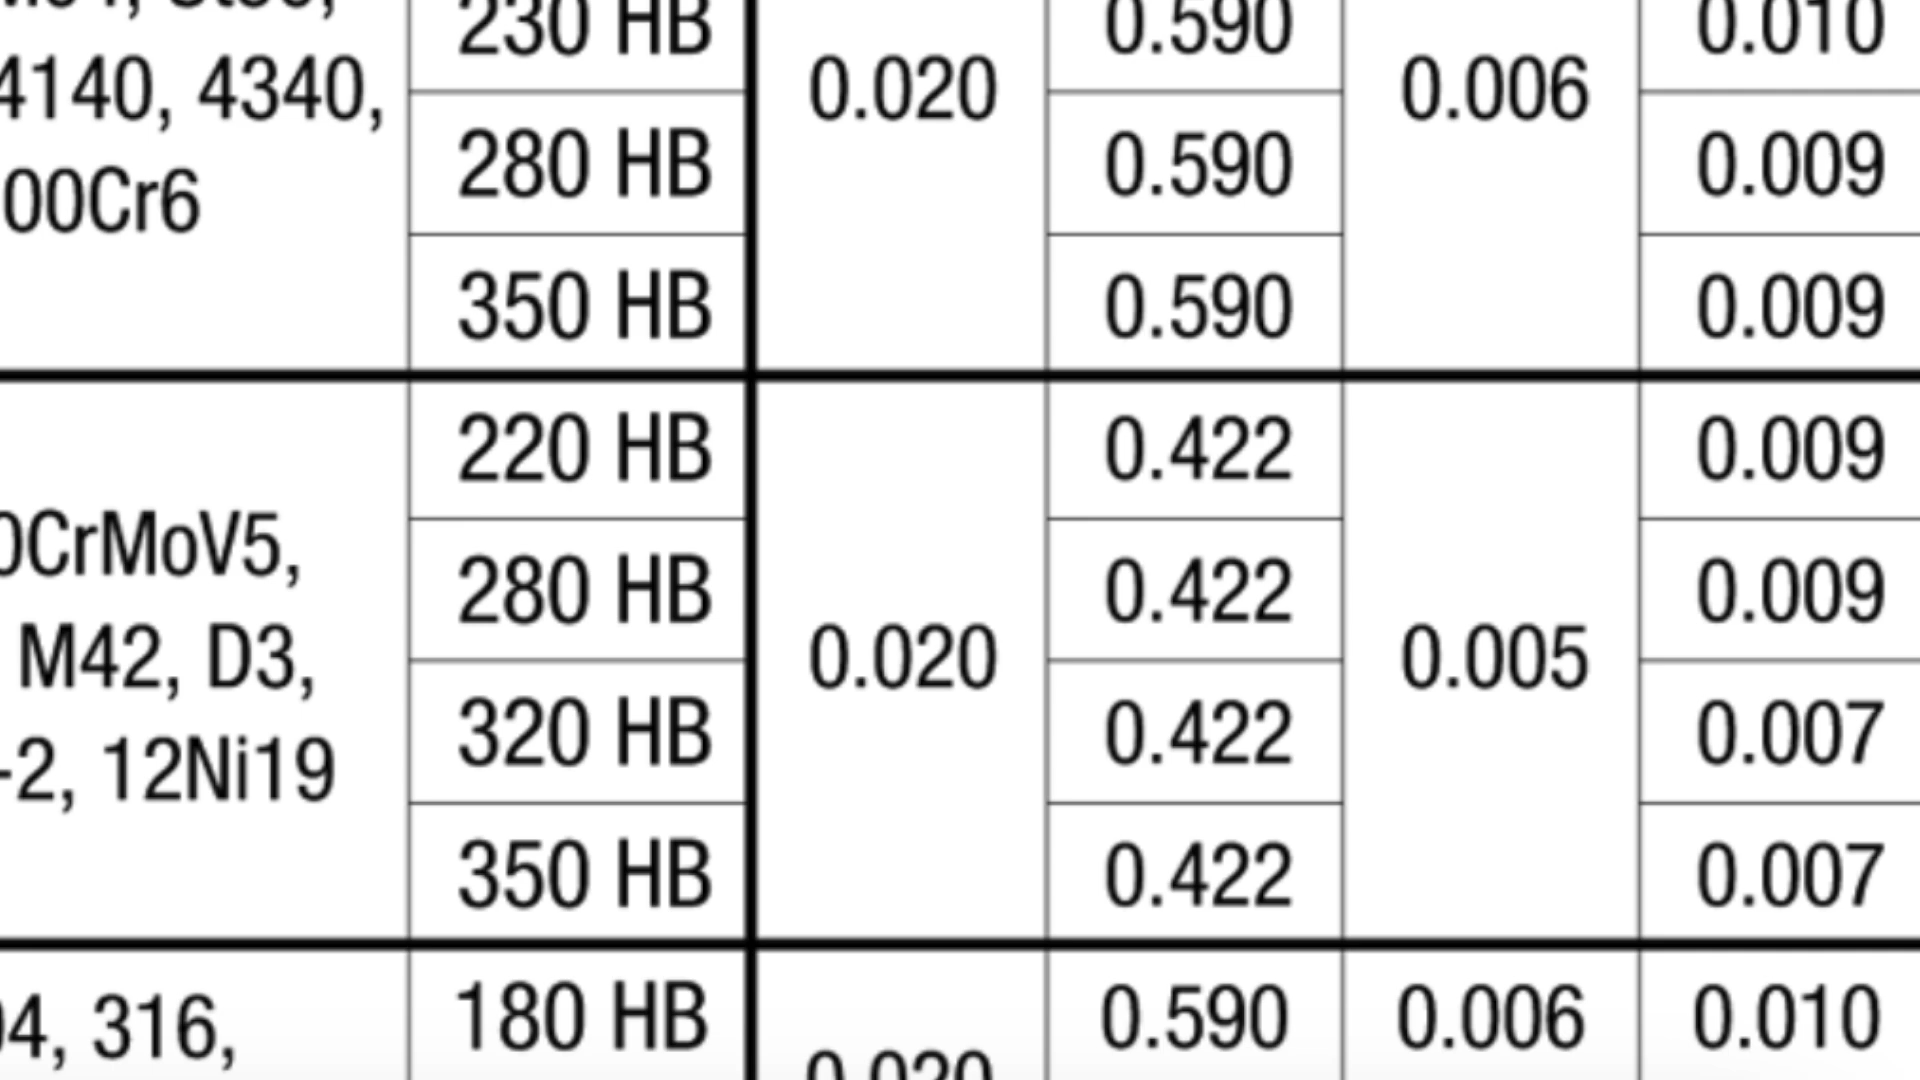 230 HB 0.590 0.010
4140, 4340, 0.020 0.006
280 HB 0.590 0.009
00Cr6
350 HB 0.590 0.009
220 HB 0.422 0.009
0CrMoV5,
280 HB 0.422 0.009
M42, D3, 0.020 0.005
320 HB 0.422 0.007
-2, 12Ni19
350 HB 0.422 0.007
180 HB 0.590 0.006 0.010
04, 316,
0.020